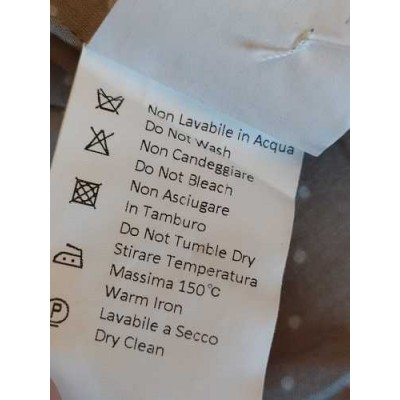 Non Lavabile in Acqua
Do Not Wash
Non Candeggiare
Do Not Bleach
Non Asciugare
In Tamburo
Do Not Tumble Dry
Stirare Temperatura
Massima 150°C
Warm Iron
Lavabile a Secco
Dry Clean
P